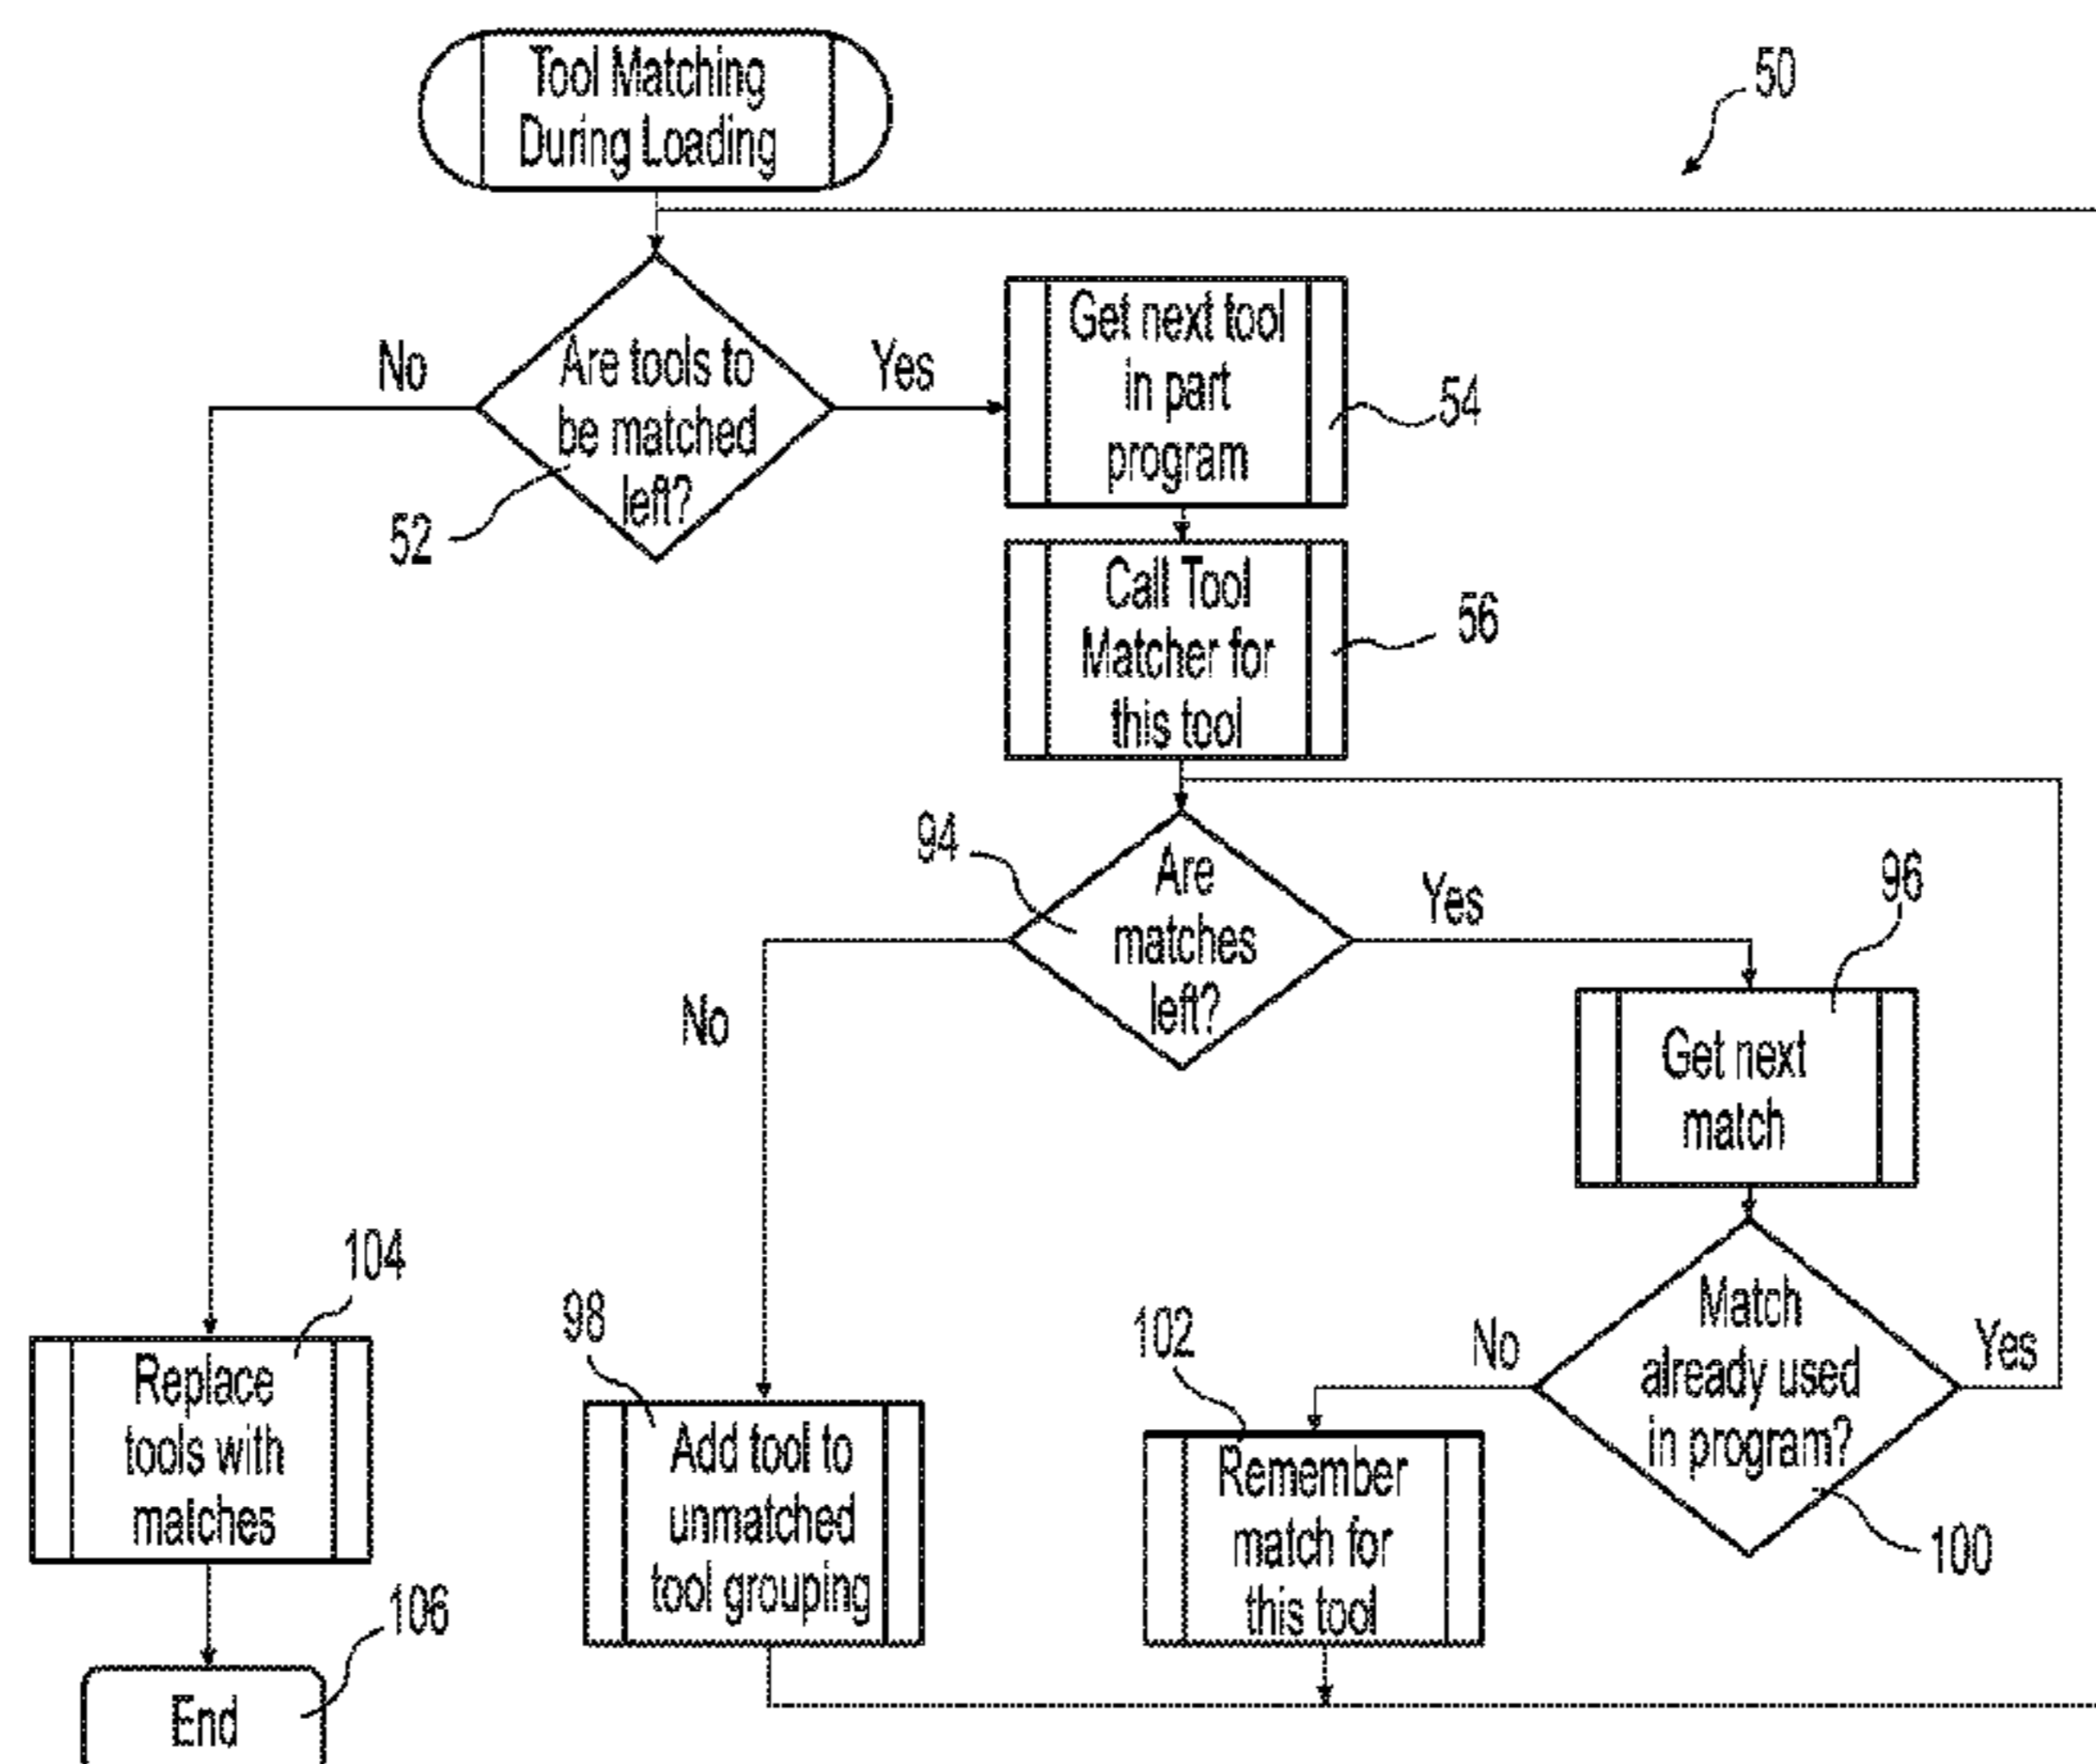 Tool Matching
During Loading
50
No
Are tools to
be matched
left?
Yes
52
Get next tool
in part
program
54
Call Tool
Matcher for
this tool
56
94
Are
matches
left?
Yes
No
96
Get next
match
104
Replace
tools with
matches
98
Add tool to
unmatched
tool grouping
102
No
Remember
match for
this tool
Match
already used
in program?
Yes
100
106
End